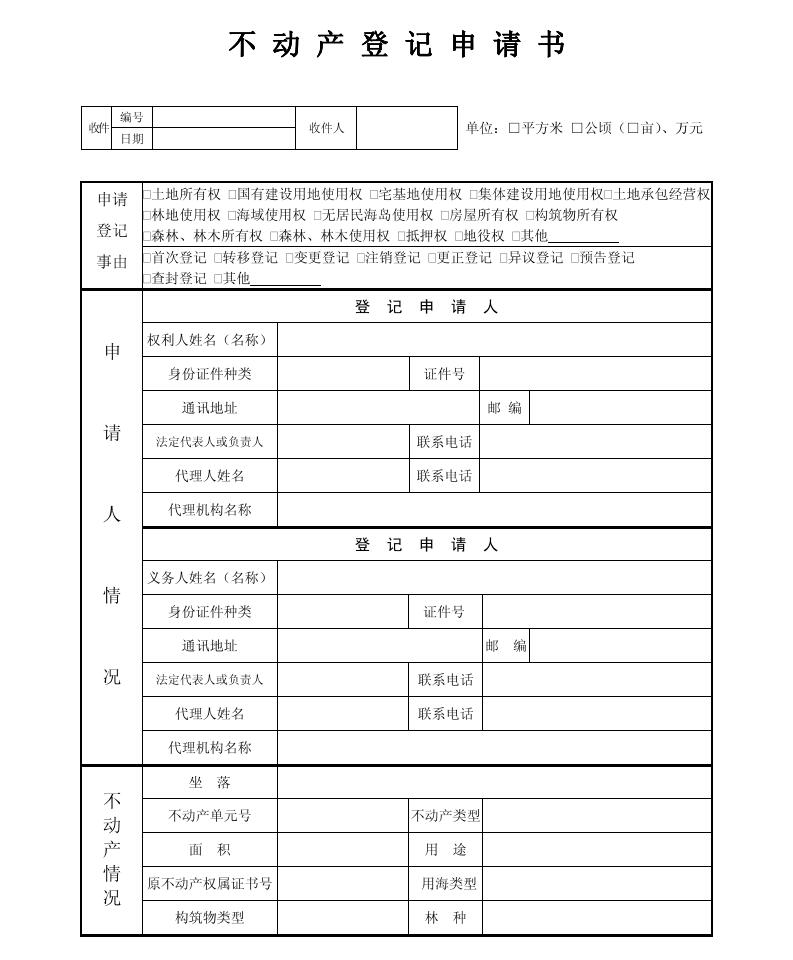 不动产登记申请书
收件 编号 收件人 单位：□平方米 □公顷（□亩）、万元
日期
申请登记事由
□土地所有权 □国有建设用地使用权 □宅基地使用权 □集体建设用地使用权□土地承包经营权
□林地使用权 □海域使用权 □无居民海岛使用权 □房屋所有权 □构筑物所有权
□森林、林木所有权 □森林、林木使用权 □抵押权 □地役权 □其他__________
□首次登记 □转移登记 □变更登记 □注销登记 □更正登记 □异议登记 □预告登记
□查封登记 □其他__________
申请人情况
登记申请人
权利人姓名（名称）
身份证件种类 证件号
通讯地址 邮 编
法定代表人或负责人 联系电话
代理人姓名 联系电话
代理机构名称
登记申请人
义务人姓名（名称）
身份证件种类 证件号
通讯地址 邮 编
法定代表人或负责人 联系电话
代理人姓名 联系电话
代理机构名称
不动产情况
坐 落
不动产单元号 不动产类型
面 积 用 途
原不动产权属证书号 用海类型
构筑物类型 林 种